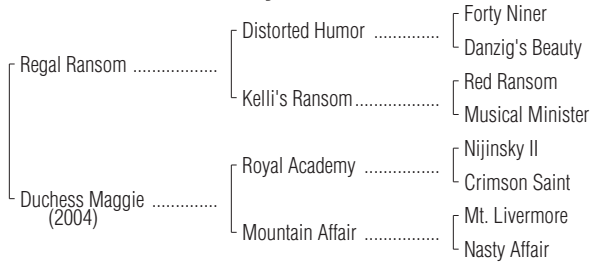 Forty Niner
Distorted Humor ..............
Danzig's Beauty
Regal Ransom .................
Red Ransom
Kelli's Ransom.................
Musical Minister
Nijinsky II
Royal Academy ...............
Crimson Saint
Duchess Maggie .............
(2004)
Mt. Livermore
Mountain Affair ...............
Nasty Affair